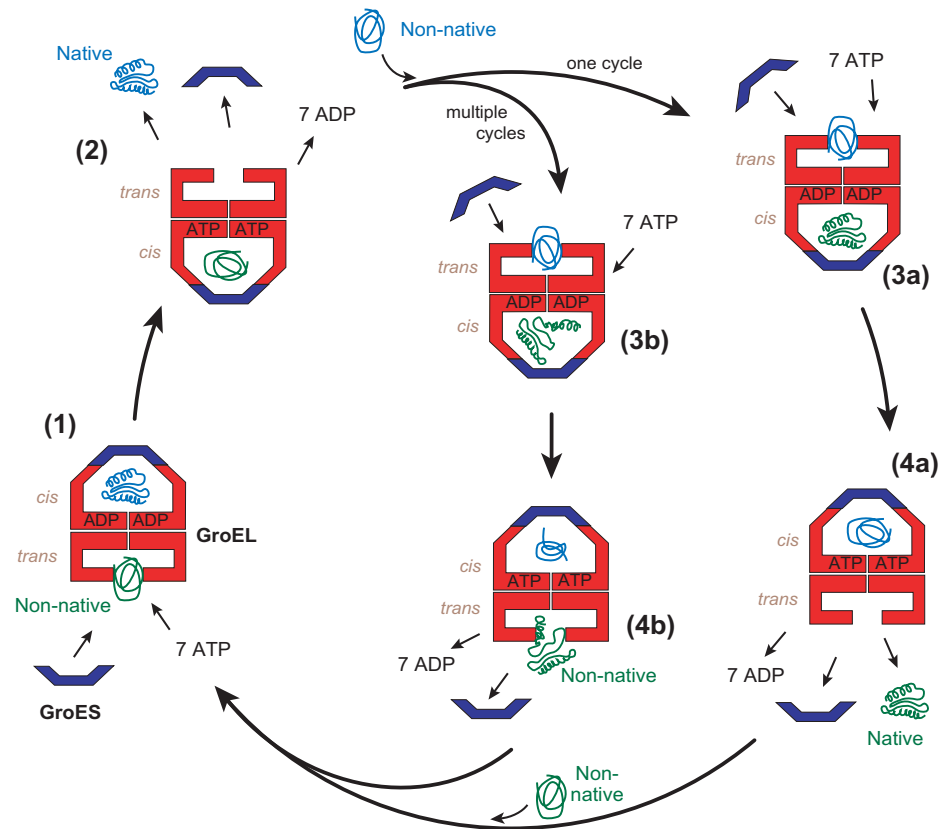 Non-native
Native
one cycle
7 ATP
7 ADP
multiple
cycles
(2)
trans
ATP ATP
cis
trans
ADP ADP
cis
(3a)
7 ATP
trans
ADP ADP
cis
(3b)
(1)
cis
ADP ADP
GroEL
trans
Non-native
7 ATP
GroES
cis
ATP ATP
trans
(4b)
7 ADP
Non-native
(4a)
cis
ATP ATP
trans
7 ADP
Native
Non-
native